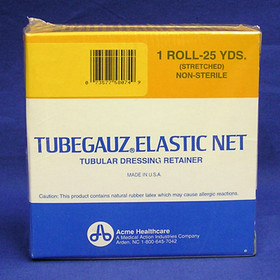 1 ROLL-25 YDS.
(STRETCHED)
NON-STERILE
TUBEGAUZ® ELASTIC NET
TUBULAR DRESSING RETAINER
MADE IN U.S.A.
Caution: This product contains natural rubber latex which may cause allergic reactions.
Acme Healthcare
A Medical Action Industries Company
Arden, NC 1-800-645-7042